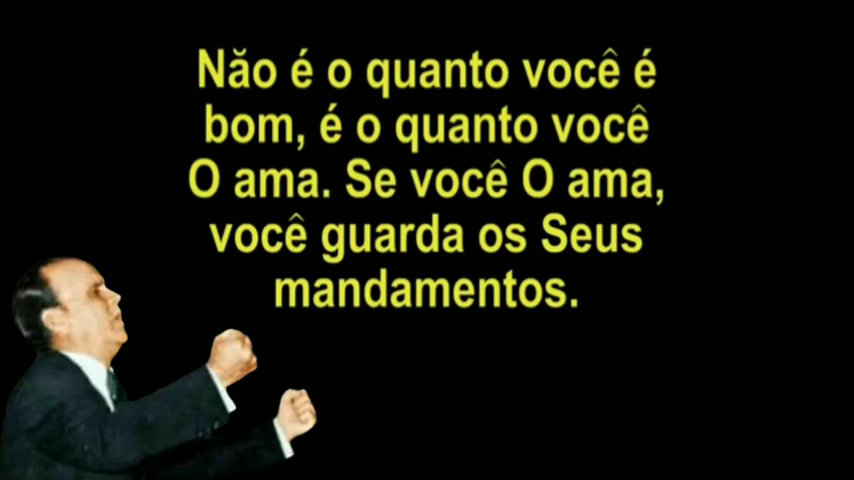 Não é o quanto você é
bom, é o quanto você
O ama. Se você O ama,
você guarda os Seus
mandamentos.